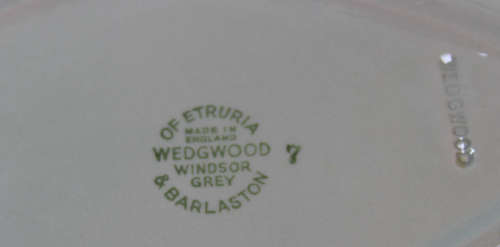 OF ETRURIA
MADE IN
ENGLAND
WEDGWOOD 7
WINDSOR
GREY
& BARLASTON
WEDGWOOD